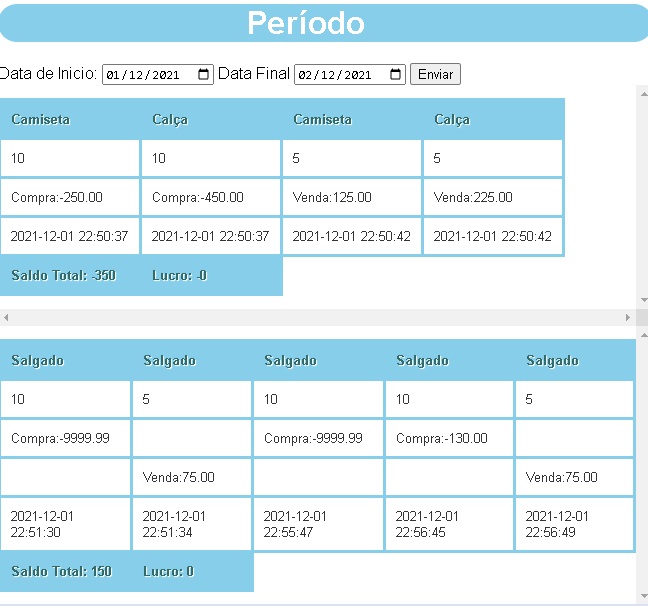 Período
Data de Inicio: 01/12/2021 Data Final 02/12/2021 Enviar
Camiseta Calça Camiseta Calça
10 10 5 5
Compra:-250.00 Compra:-450.00 Venda:125.00 Venda:225.00
2021-12-01 22:50:37 2021-12-01 22:50:37 2021-12-01 22:50:42 2021-12-01 22:50:42
Saldo Total: -350 Lucro: -0
Salgado Salgado Salgado Salgado Salgado
10 5 10 10 5
Compra:-9999.99 Compra:-9999.99 Compra:-130.00
Venda:75.00 Venda:75.00
2021-12-01 2021-12-01 2021-12-01 2021-12-01 2021-12-01
22:51:30 22:51:34 22:55:47 22:56:45 22:56:49
Saldo Total: 150 Lucro: 0